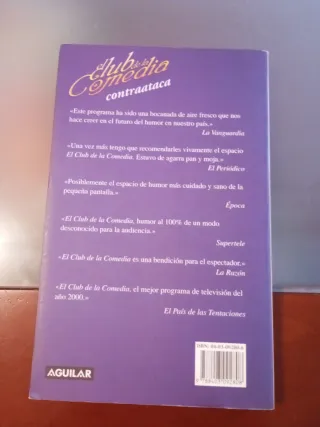 El Club de la
Comedia
contraataca
«Este programa ha sido una bocanada de aire fresco que nos
hace creer en el futuro del humor en nuestro país.»
La Vanguardia
«Una vez más tengo que recomendarles vivamente el espacio
El Club de la Comedia. Estuvo de agarra pan y moja.»
El Periódico
«Posiblemente el espacio de humor más cuidado y sano de la
pequeña pantalla.»
Época
«El Club de la Comedia, humor al 100% de un modo
desconocido para la audiencia.»
Supertele
«El Club de la Comedia es una bendición para el espectador.»
La Razón
«El Club de la Comedia, el mejor programa de televisión del
año 2000.»
El País de las Tentaciones
AGUILAR